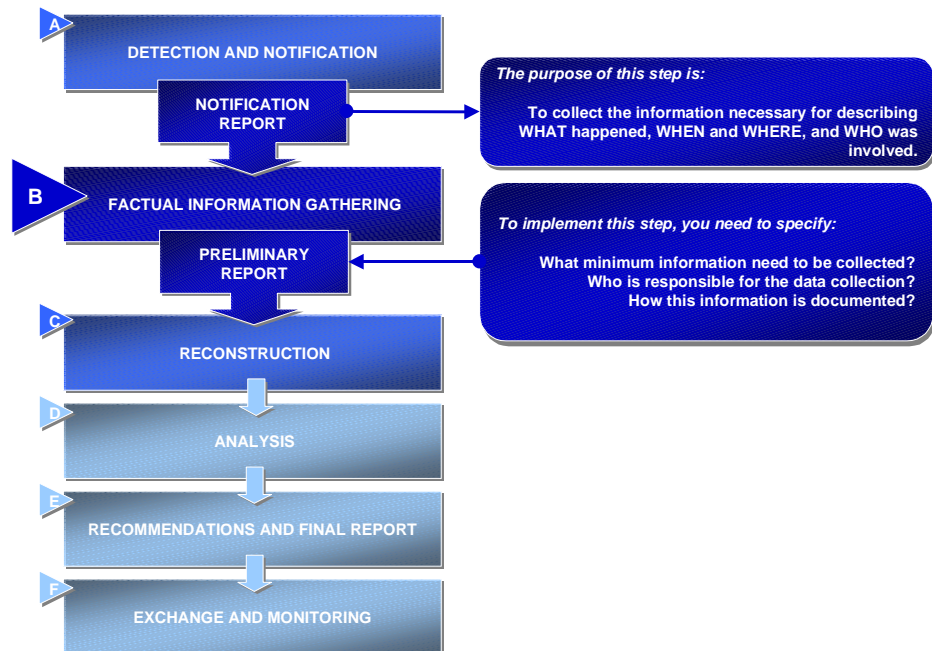 A
DETECTION AND NOTIFICATION
NOTIFICATION
REPORT
The purpose of this step is:
To collect the information necessary for describing
WHAT happened, WHEN and WHERE, and WHO was
involved.
B
FACTUAL INFORMATION GATHERING
PRELIMINARY
REPORT
To implement this step, you need to specify:
What minimum information need to be collected?
Who is responsible for the data collection?
How this information is documented?
C
RECONSTRUCTION
D
ANALYSIS
E
RECOMMENDATIONS AND FINAL REPORT
F
EXCHANGE AND MONITORING